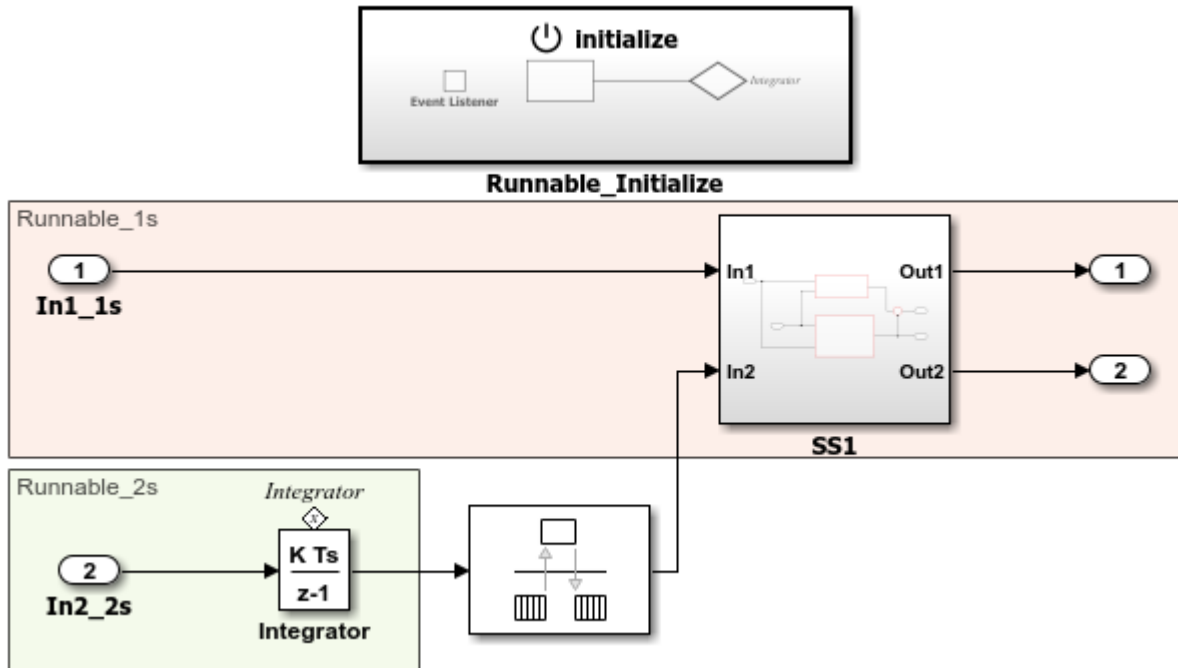 initialize
Event Listener
Integrator
Runnable_Initialize
Runnable_1s
1
In1_1s
In1
In2
Out1
Out2
SS1
1
2
Runnable_2s
2
In2_2s
Integrator
x
K Ts
z-1
Integrator